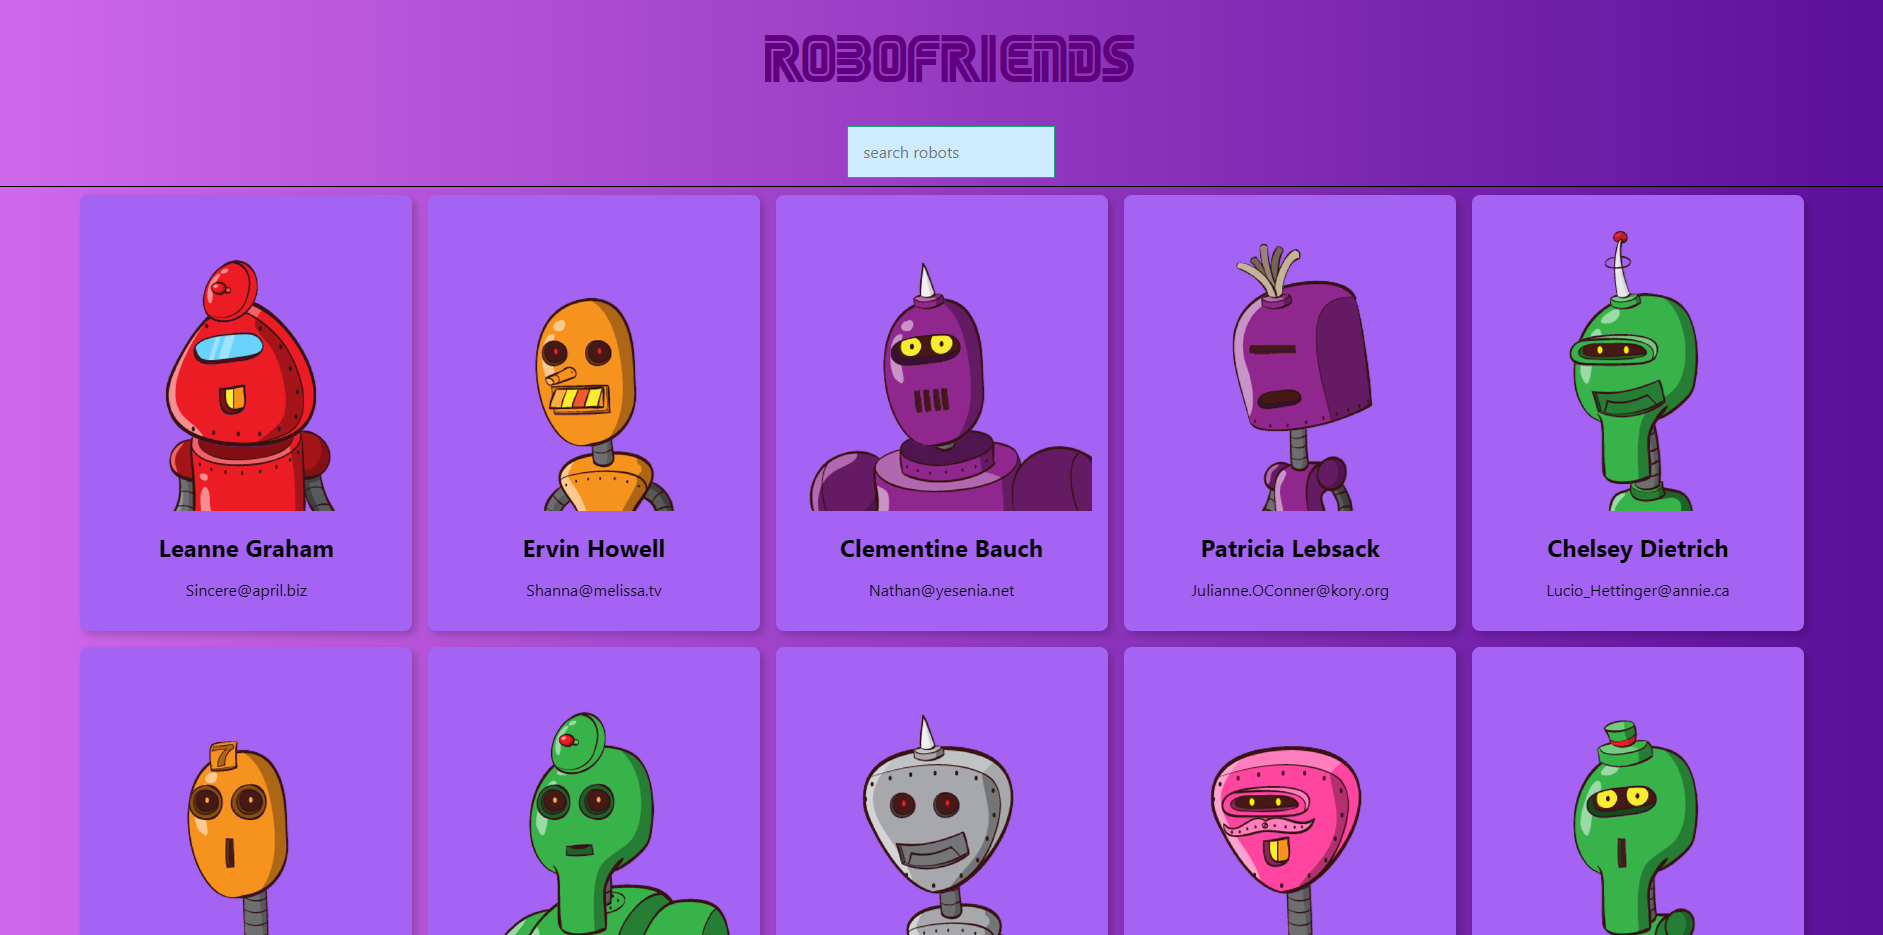 ROBOFRIENDS
search robots
Leanne Graham
Ervin Howell
Clementine Bauch
Patricia Lebsack
Chelsey Dietrich
Sincere@april.biz
Shanna@melissa.tv
Nathan@yesenia.net
Julianne.OConner@kory.org
Lucio_Hettinger@annie.ca
7